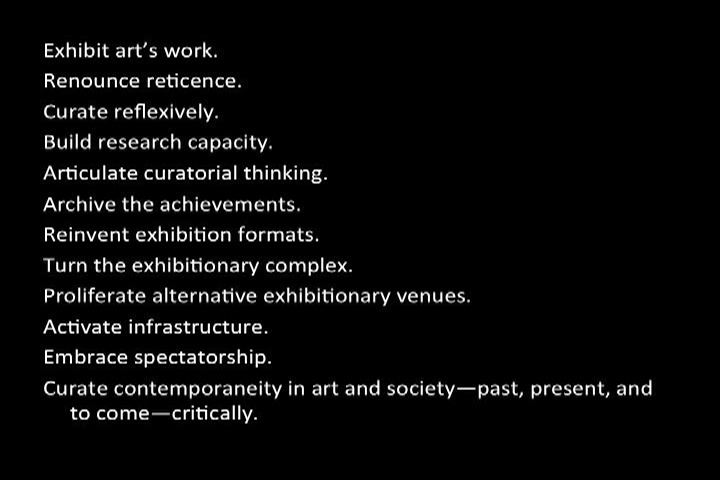 Exhibit art’s work.
Renounce reticence.
Curate reflexively.
Build research capacity.
Articulate curatorial thinking.
Archive the achievements.
Reinvent exhibition formats.
Turn the exhibitionary complex.
Proliferate alternative exhibitionary venues.
Activate infrastructure.
Embrace spectatorship.
Curate contemporaneity in art and society—past, present, and
to come—critically.